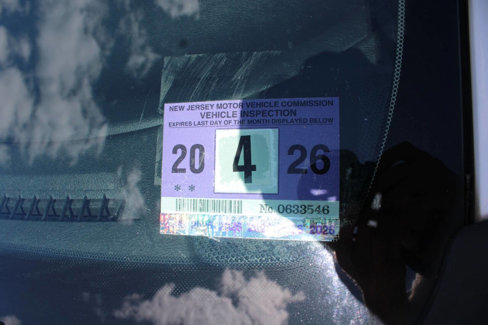 NEW JERSEY MOTOR VEHICLE COMMISSION
VEHICLE INSPECTION
EXPIRES LAST DAY OF THE MONTH DISPLAYED BELOW
20 4 26
* *
No 0633546
2026